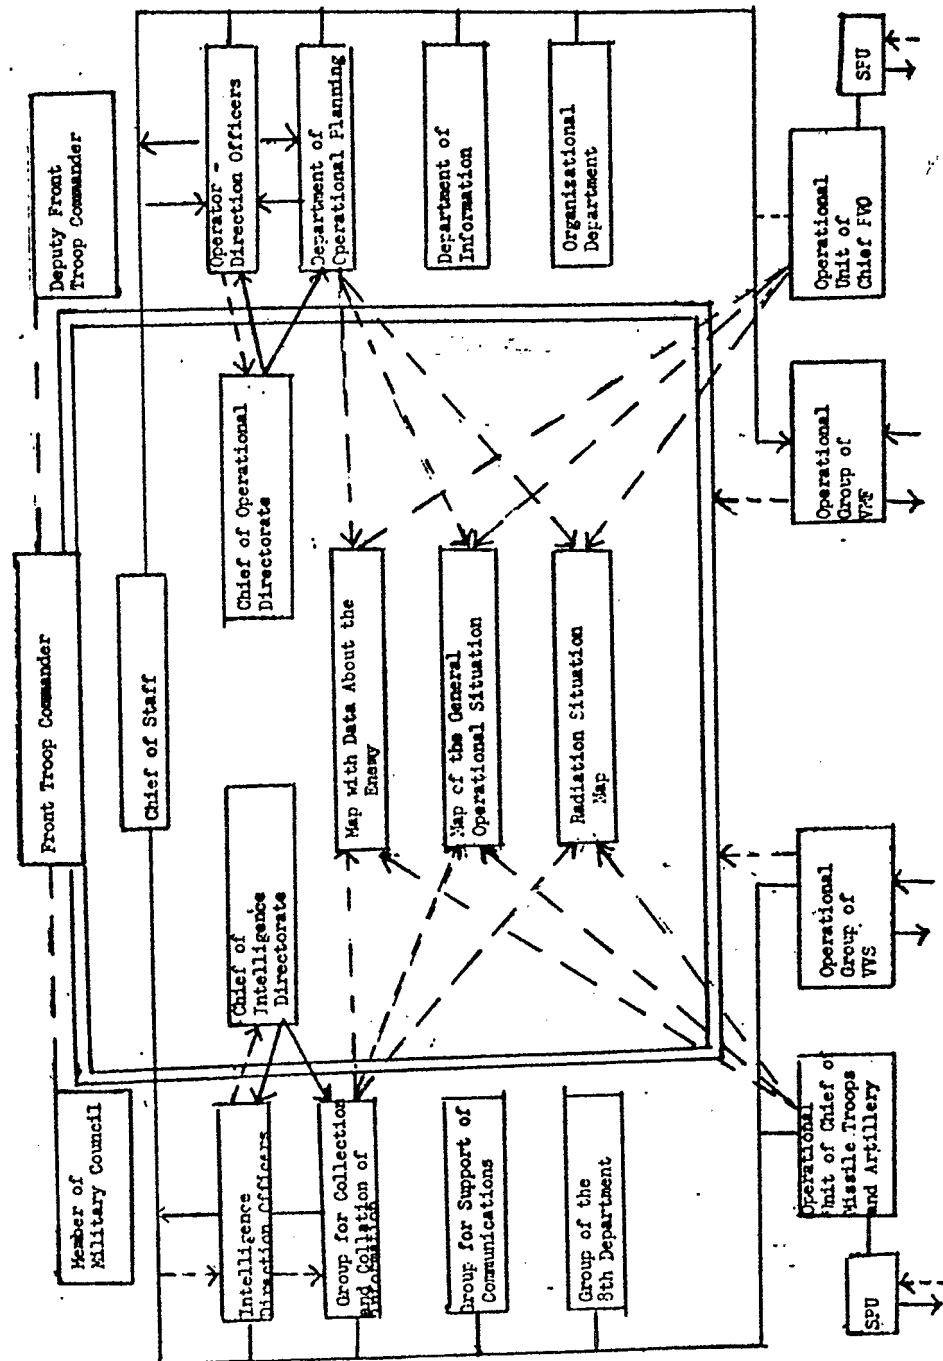 Member of
Military Council
Front Troop Commander
Deputy Front
Troop Commander
Chief of Staff
Intelligence
Direction Officers
Chief of
Intelligence
Directorate
Chief of Operational
Directorate
Operator -
Direction Officers
Group for Collection
and Collation of
Information
Map with Data About the
Enemy
Department of
Operational Planning
Group for Support of
Communications
Map of the General
Operational Situation
Department of
Information
Group of the
8th Department
Radiation Situation
Map
Organizational
Department
SPU
Operational
Unit of Chief of
Missile Troops
and Artillery
Operational
Group of
VVS
Operational
Group of
VMF
Operational
Unit of
Chief PVO
SPU